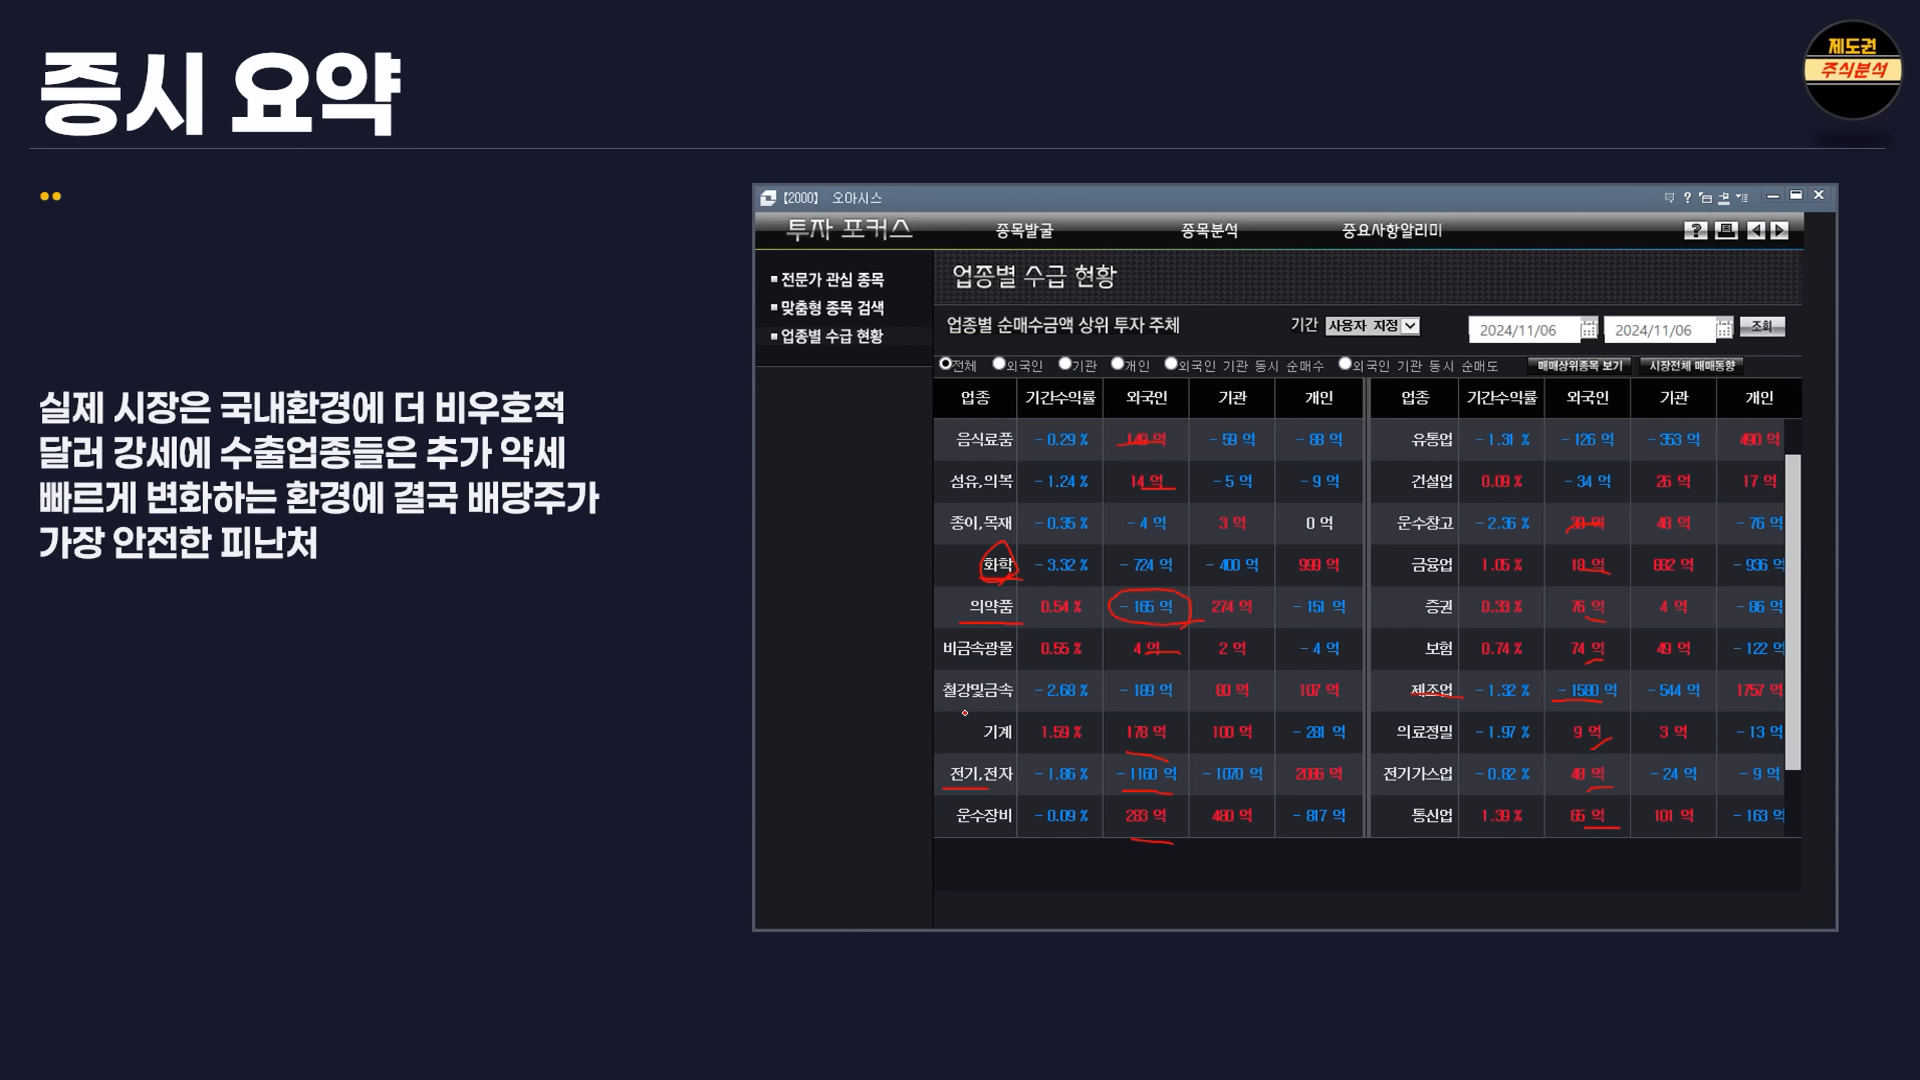 증시 요약
제도권
주식분석
실제 시장은 국내환경에 더 비우호적
달러 강세에 수출업종들은 추가 약세
빠르게 변화하는 환경에 결국 배당주가
가장 안전한 피난처
[2000] 오아시스
투자 포커스 종목발굴 종목분석 중요사항알리미
전문가 관심 종목
맞춤형 종목 검색
업종별 수급 현황
업종별 수급 현황
업종별 순매수금액 상위 투자 주체 기간 사용자 지정 2024/11/06 2024/11/06 조회
전체 외국인 기관 개인 외국인 기관 동시 순매수 외국인 기관 동시 순매도 매매상위종목 보기 시장전체 매매동향
업종 기간수익률 외국인 기관 개인 업종 기간수익률 외국인 기관 개인
음식료품 -0.29 % 억 -59 억 -88 억 유통업 -1.31 % -126 억 -353 억 490 억
섬유,의복 -1.24 % 14 억 -5 억 -9 억 건설업 0.09 % -34 억 26 억 17 억
종이,목재 -0.35 % -4 억 3 억 0 억 운수창고 -2.36 % 억 48 억 -76 억
화학 -3.32 % -724 억 -400 억 999 억 금융업 1.05 % 18 억 882 억 -936 억
의약품 0.54 % -165 억 274 억 -151 억 증권 0.33 % 76 억 4 억 -86 억
비금속광물 0.55 % 4 억 2 억 -4 억 보험 0.74 % 74 억 49 억 -122 억
철강및금속 -2.68 % -189 억 80 억 107 억 제조업 -1.32 % -1580 억 -544 억 1757 억
기계 1.59 % 178 억 100 억 -281 억 의료정밀 -1.97 % 9 억 3 억 -13 억
전기,전자 -1.86 % -1160 억 -1070 억 2086 억 전기가스업 -0.82 % 48 억 -24 억 -9 억
운수장비 -0.09 % 283 억 480 억 -817 억 통신업 1.39 % 65 억 101 억 -163 억